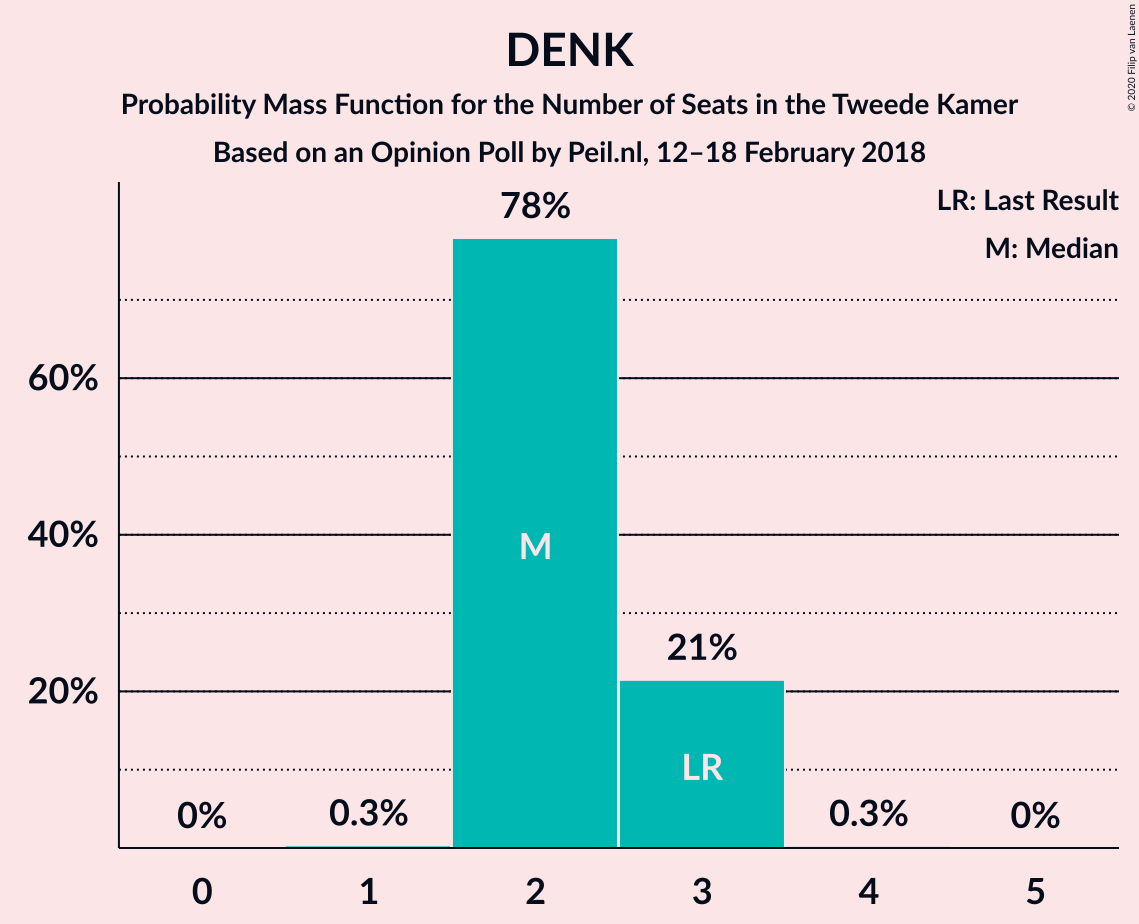 DENK
Probability Mass Function for the Number of Seats in the Tweede Kamer
Based on an Opinion Poll by Peil.nl, 12–18 February 2018
© 2020 Filip van Laenen
LR: Last Result
M: Median
78%
60%
40%
20%
M
21%
LR
0%
0.3%
0.3%
0%
0
1
2
3
4
5